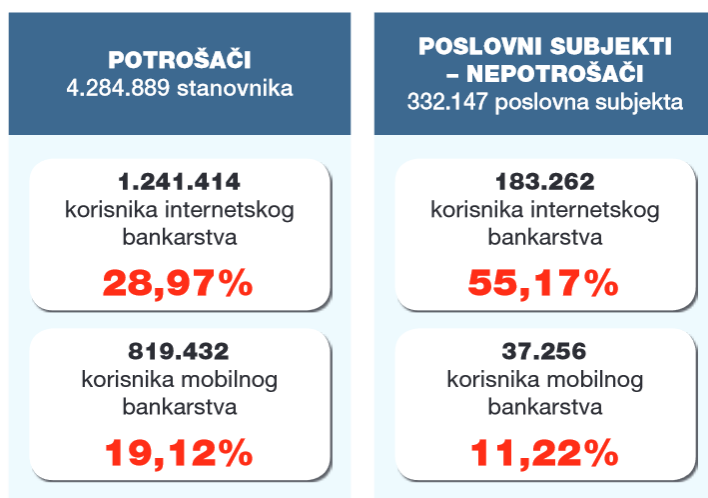 POTROŠAČI
4.284.889 stanovnika
1.241.414
korisnika internetskog
bankarstva
28,97%
819.432
korisnika mobilnog
bankarstva
19,12%
POSLOVNI SUBJEKTI
– NEPOTROŠAČI
332.147 poslovna subjekta
183.262
korisnika internetskog
bankarstva
55,17%
37.256
korisnika mobilnog
bankarstva
11,22%